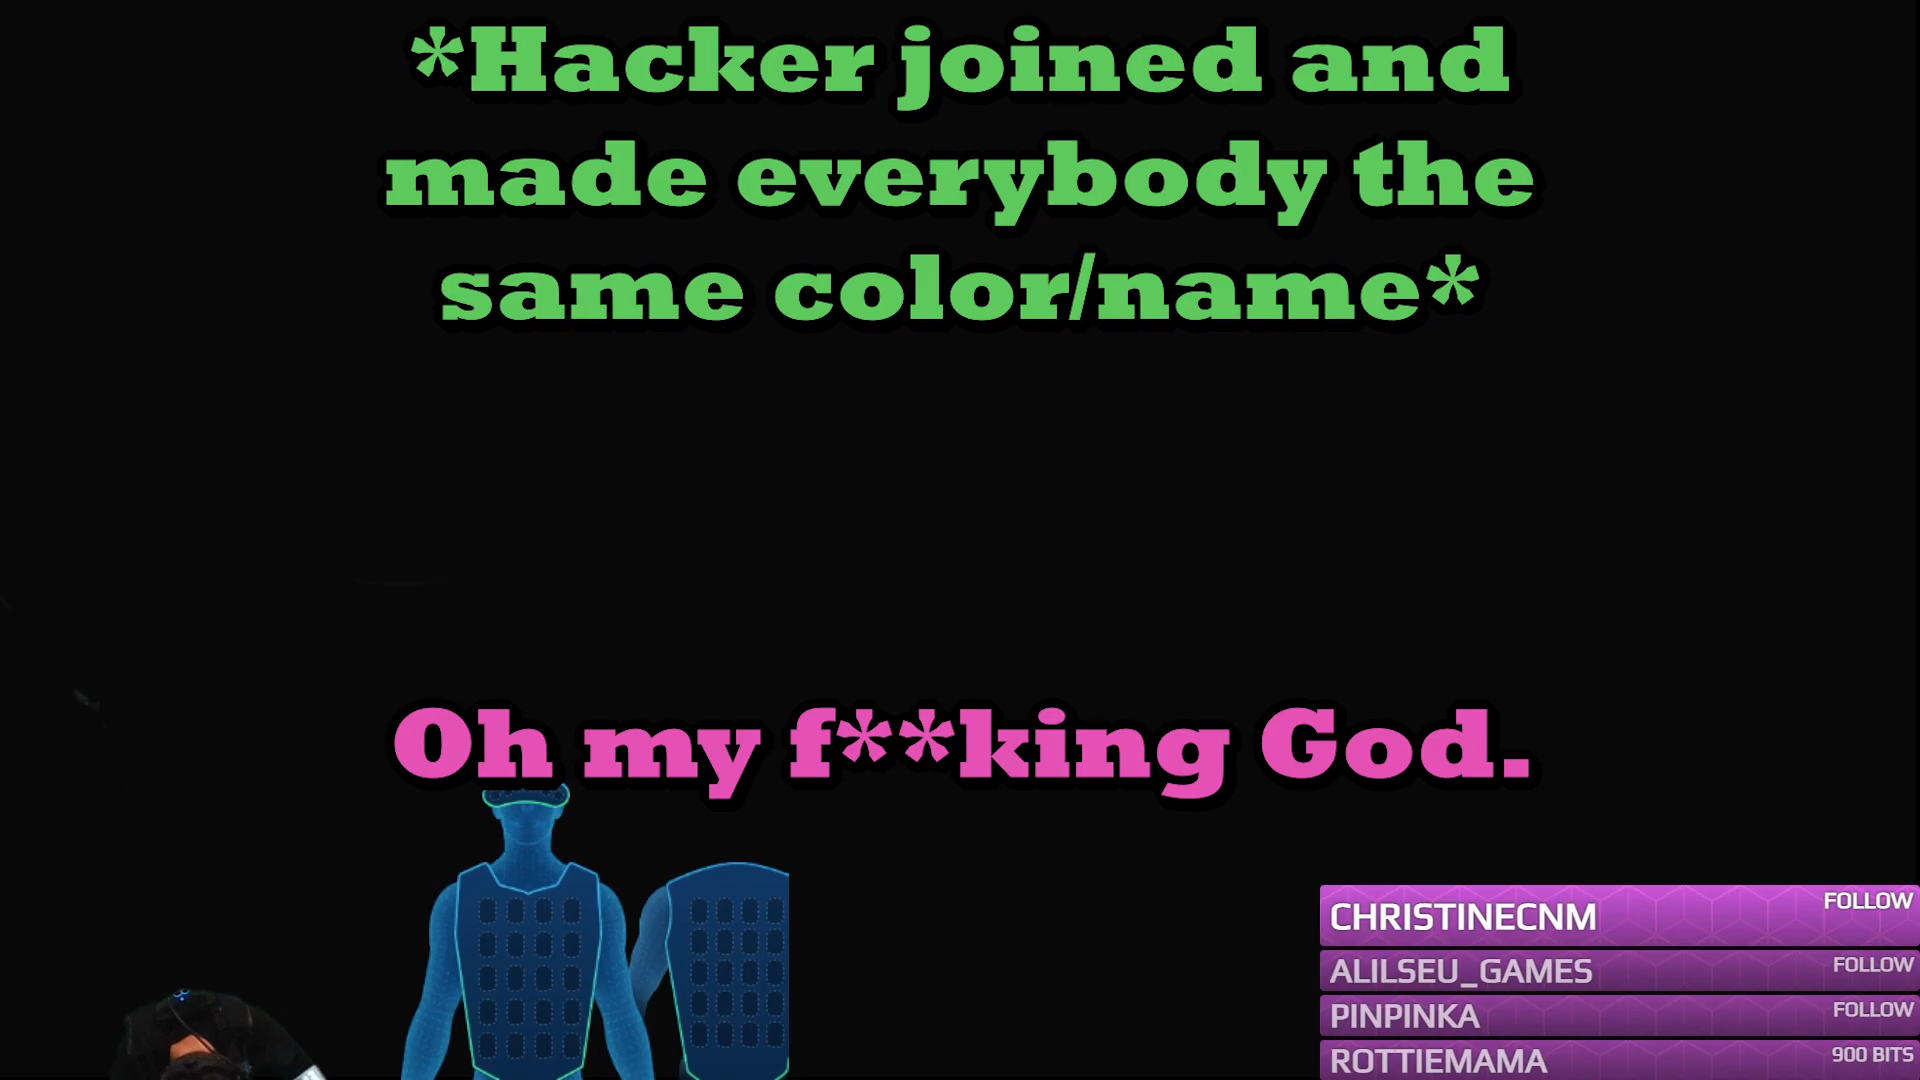 *Hacker joined and
made everybody the
same color/name*
Oh my f**king God.
CHRISTINECNM FOLLOW
ALILSEU_GAMES FOLLOW
PINPINKA FOLLOW
ROTTIEMAMA 900 BITS